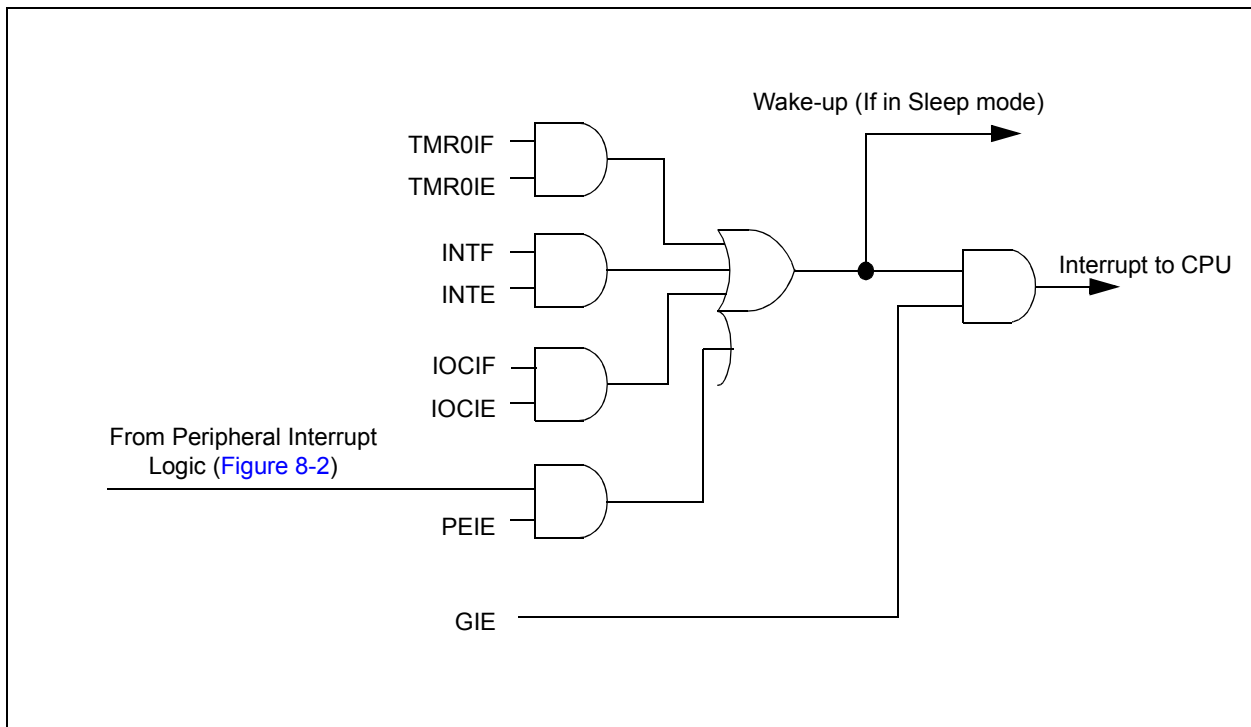 Wake-up (If in Sleep mode)
TMR0IF
TMR0IE
INTF
INTE
Interrupt to CPU
IOCIF
IOCIE
From Peripheral Interrupt
Logic (Figure 8-2)
PEIE
GIE